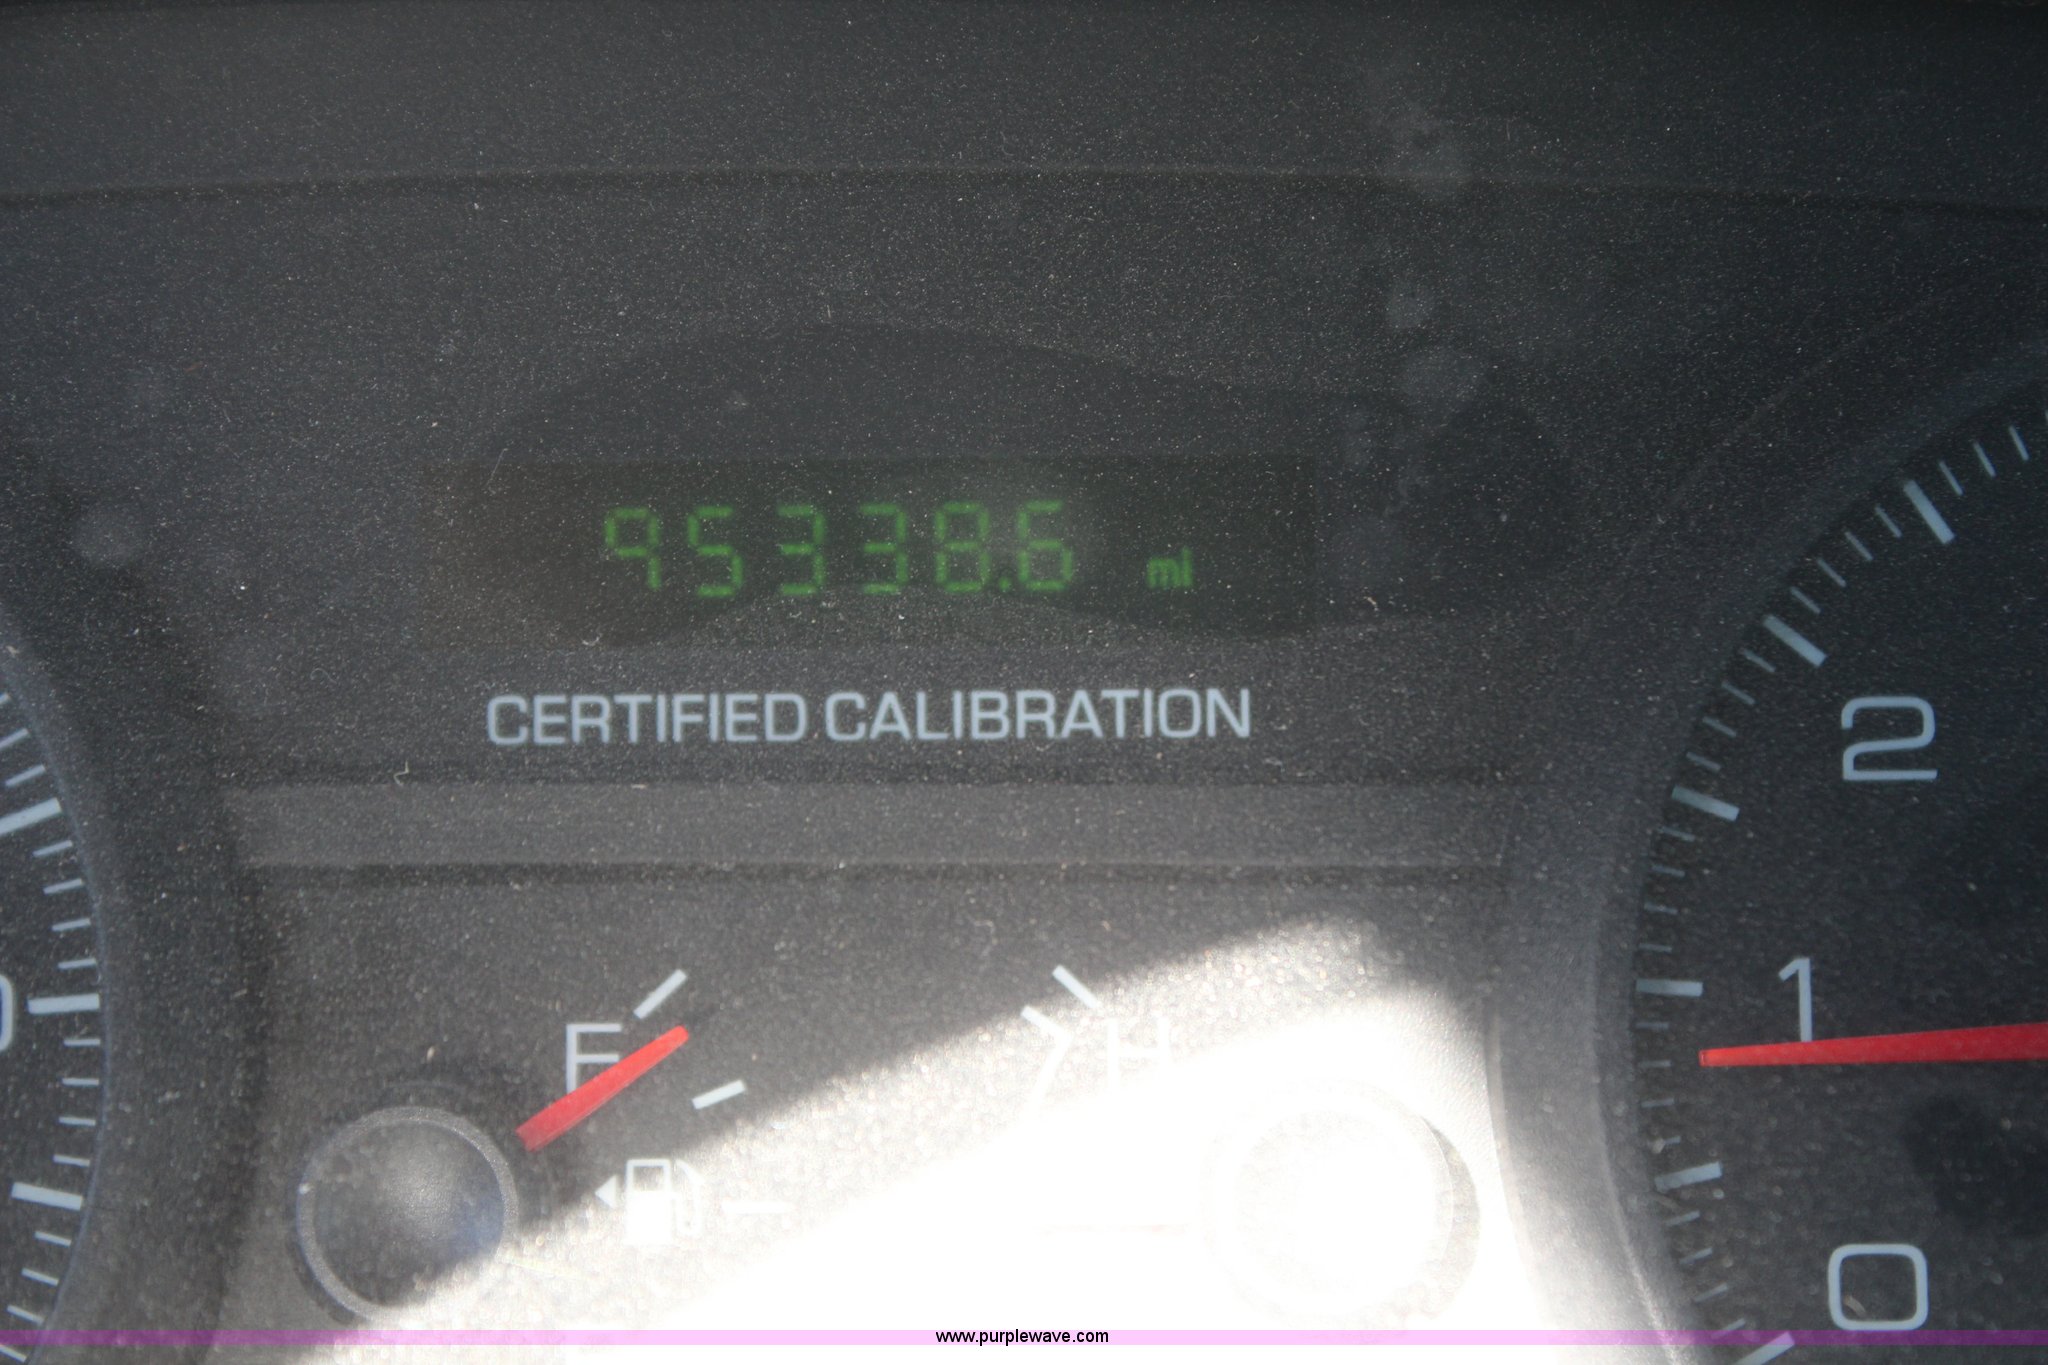 95338.6 mi
CERTIFIED CALIBRATION
2
F
H
1
0
www.purplewave.com